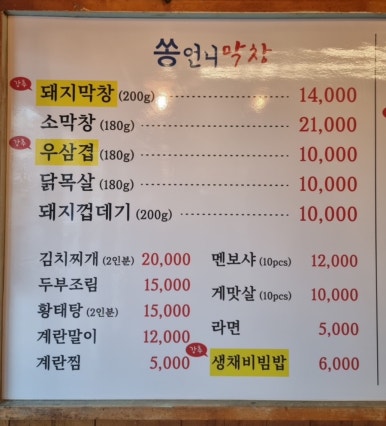 쏭언니막창
강추
돼지막창 (200g) 14,000
소막창 (180g) 21,000
강추
우삼겹 (180g) 10,000
닭목살 (180g) 10,000
돼지껍데기 (200g) 10,000
김치찌개 (2인분) 20,000
두부조림 15,000
황태탕 (2인분) 15,000
계란말이 12,000
계란찜 5,000
멘보샤 (10pcs) 12,000
게맛살 (10pcs) 10,000
라면 5,000
강추
생채비빔밥 6,000